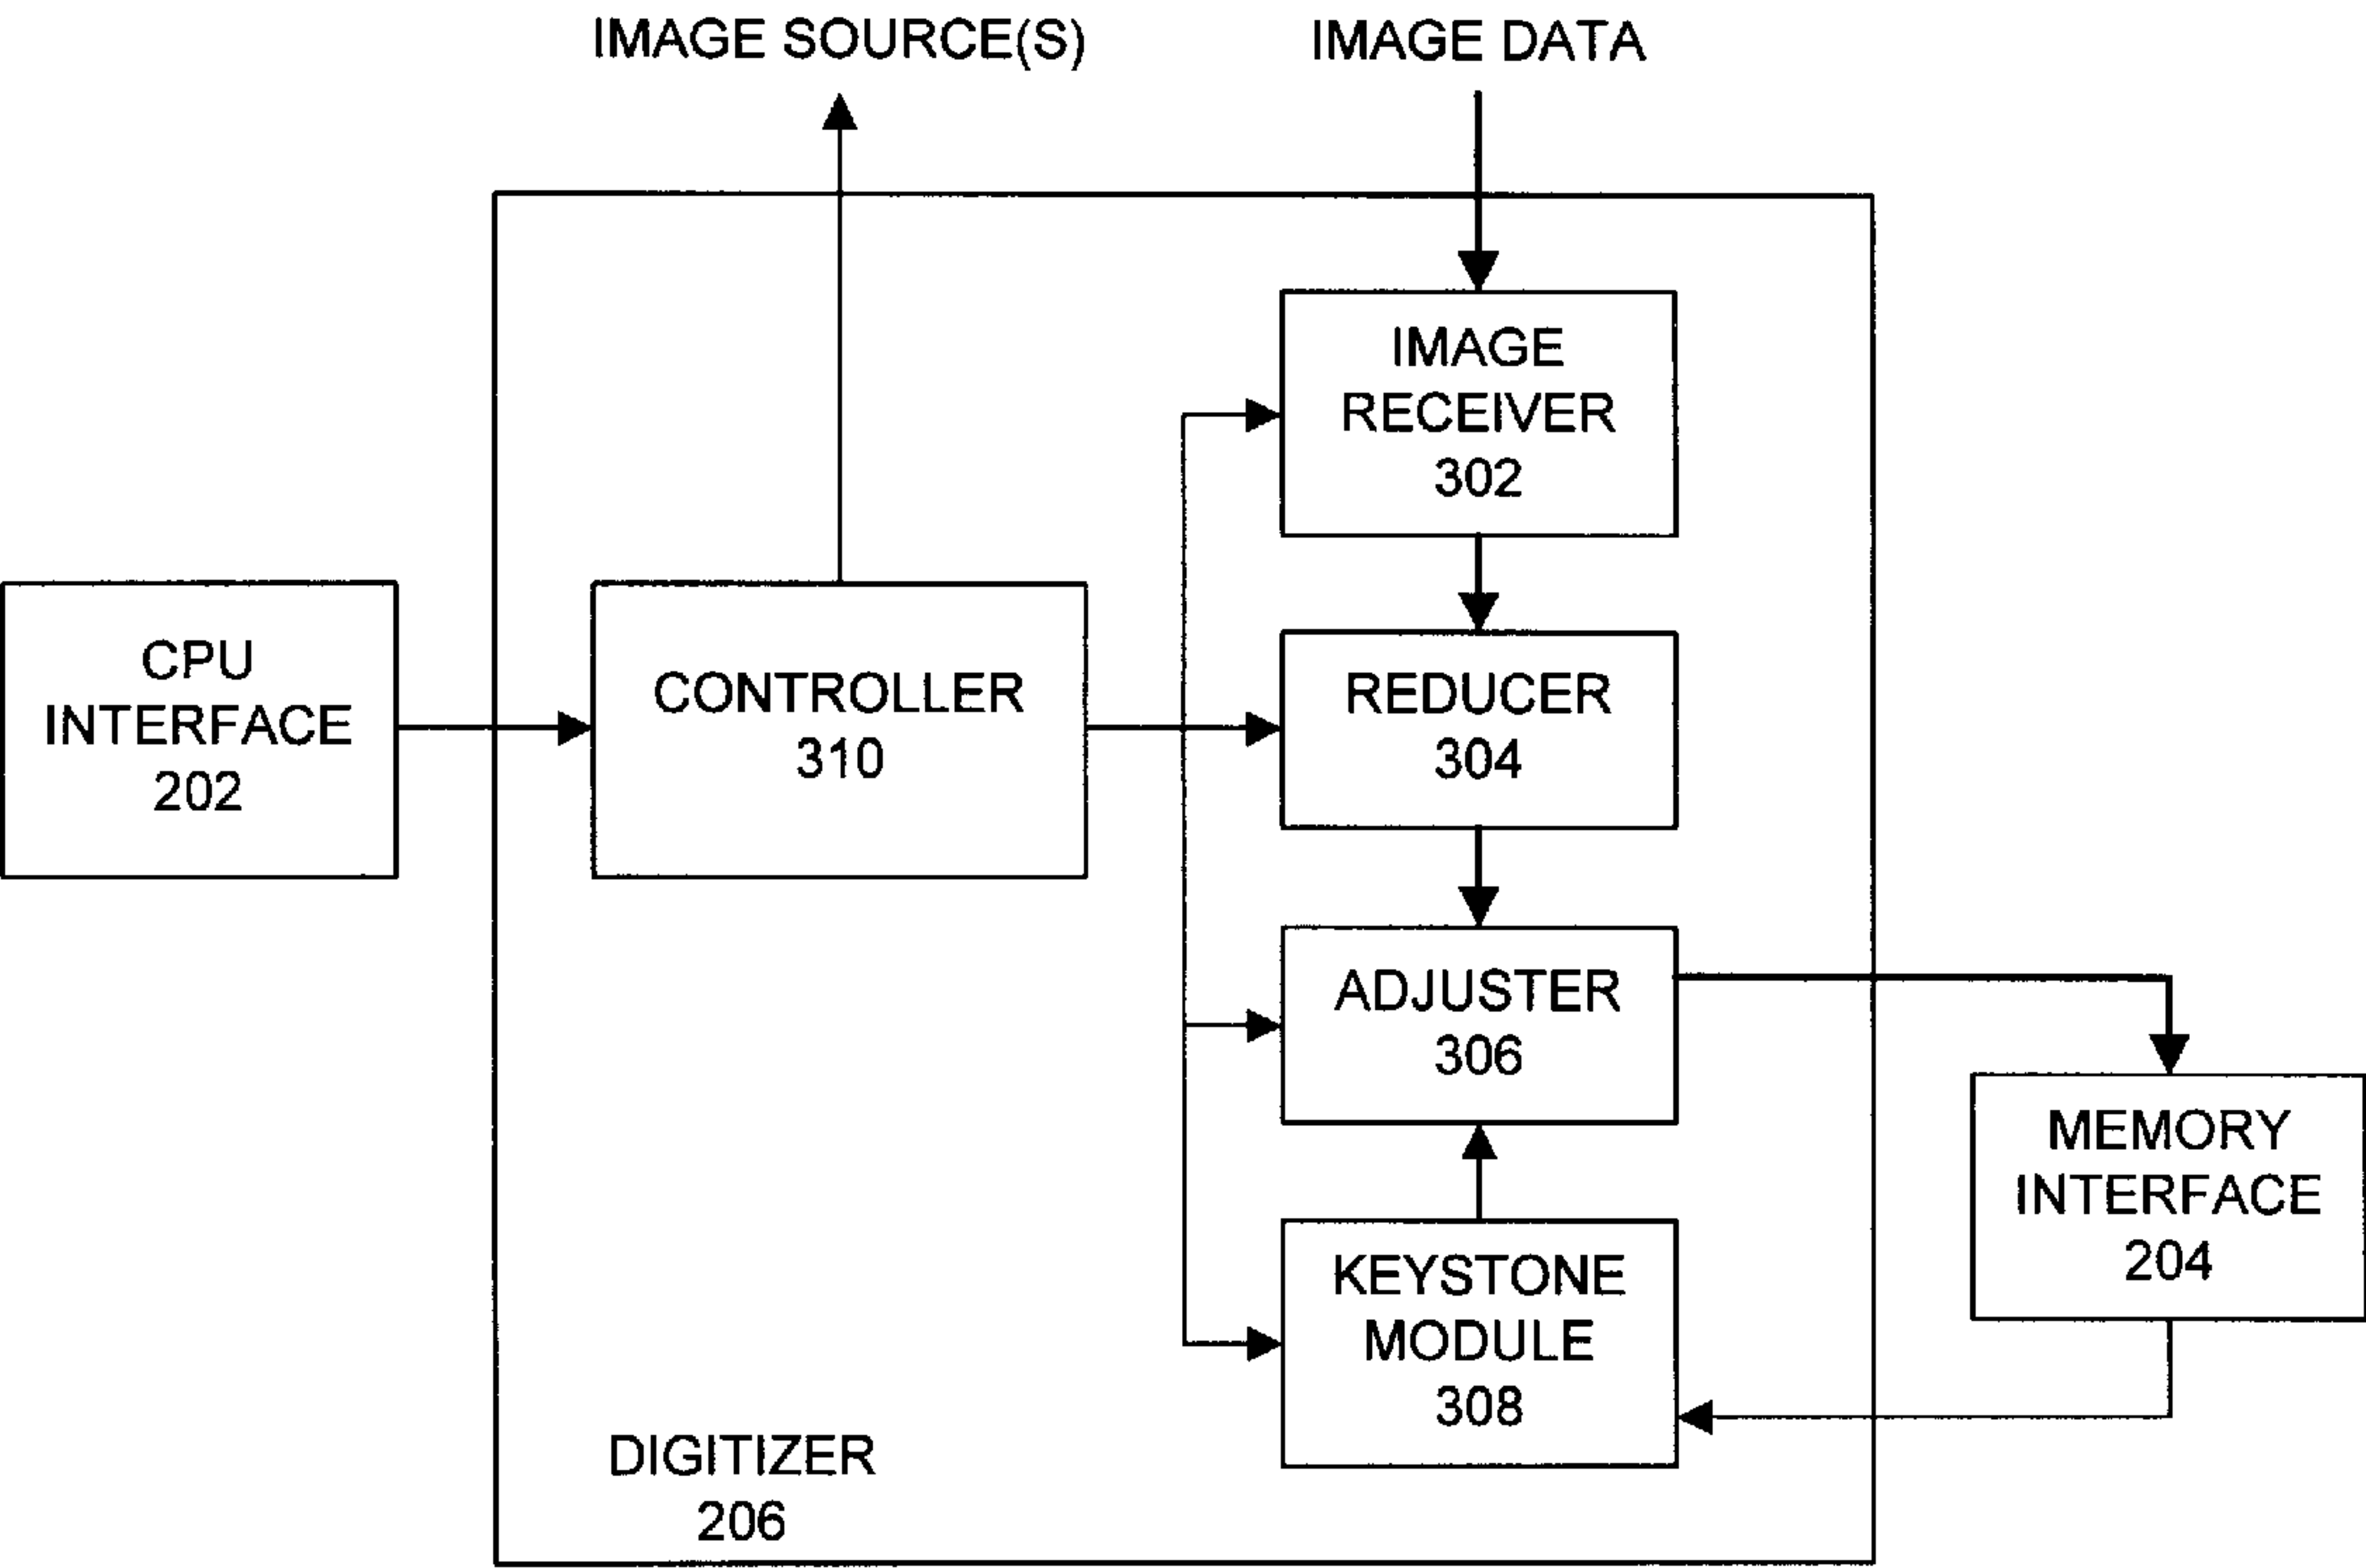 IMAGE SOURCE(S)
IMAGE DATA
IMAGE
RECEIVER
302
CPU
INTERFACE
202
CONTROLLER
310
REDUCER
304
ADJUSTER
306
MEMORY
INTERFACE
204
KEYSTONE
MODULE
308
DIGITIZER
206